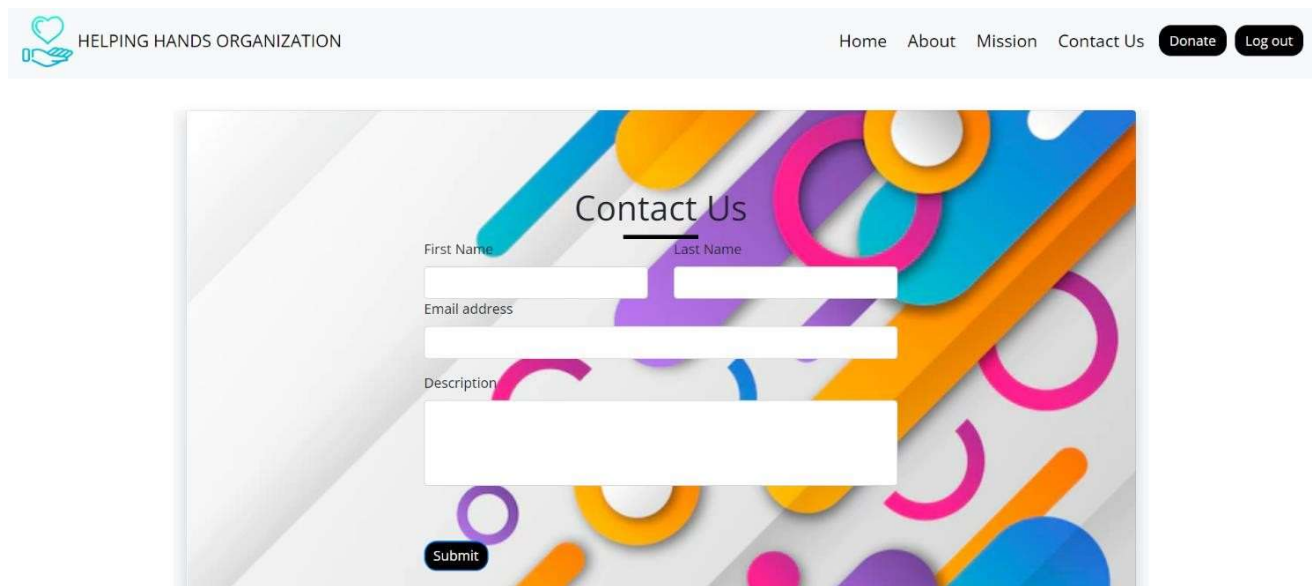 HELPING HANDS ORGANIZATION Home About Mission Contact Us Donate Log out
Contact Us
First Name Last Name
Email address
Description
Submit